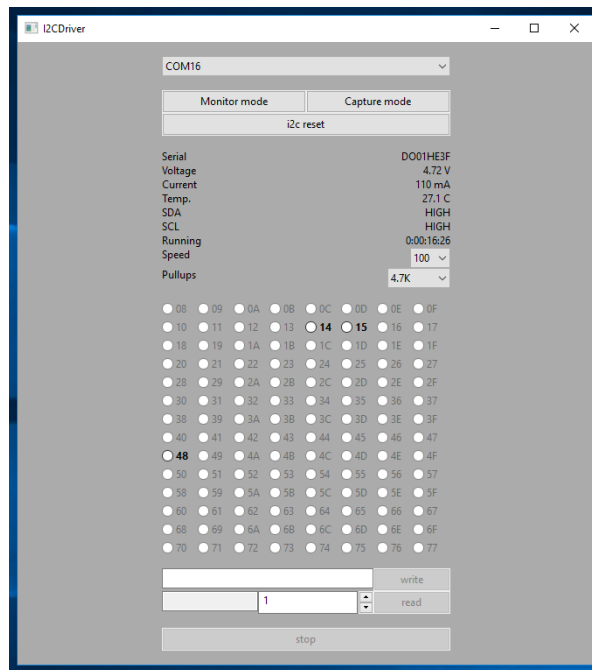 I2CDriver
COM16
Monitor mode Capture mode
i2c reset
Serial DO01HE3F
Voltage 4.72 V
Current 110 mA
Temp. 27.1 C
SDA HIGH
SCL HIGH
Running 0:00:16:26
Speed 100
Pullups 4.7K
08 09 0A 0B 0C 0D 0E 0F
10 11 12 13 14 15 16 17
18 19 1A 1B 1C 1D 1E 1F
20 21 22 23 24 25 26 27
28 29 2A 2B 2C 2D 2E 2F
30 31 32 33 34 35 36 37
38 39 3A 3B 3C 3D 3E 3F
40 41 42 43 44 45 46 47
48 49 4A 4B 4C 4D 4E 4F
50 51 52 53 54 55 56 57
58 59 5A 5B 5C 5D 5E 5F
60 61 62 63 64 65 66 67
68 69 6A 6B 6C 6D 6E 6F
70 71 72 73 74 75 76 77
write
1 read
stop